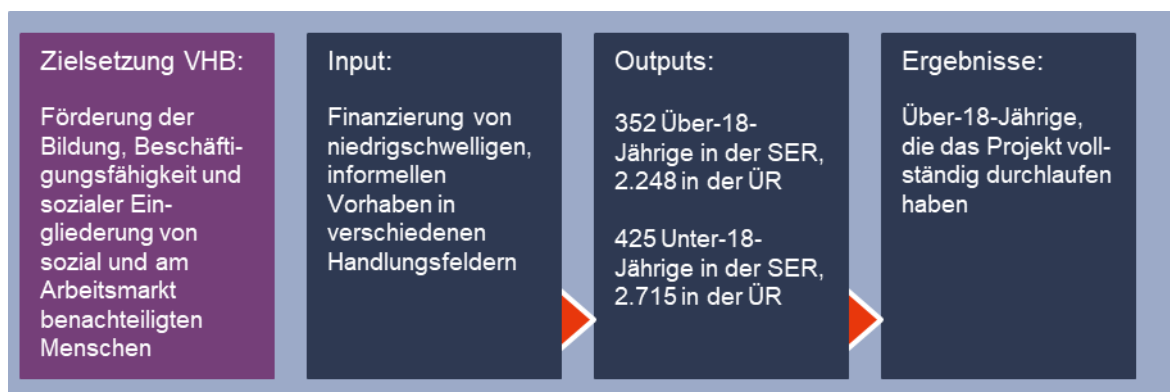 Zielsetzung VHB:
Förderung der
Bildung, Beschäfti-
gungsfähigkeit und
sozialer Ein-
gliederung von
sozial und am
Arbeitsmarkt
benachteiligten
Menschen
Input:
Finanzierung von
niedrigschwelligen,
informellen
Vorhaben in
verschiedenen
Handlungsfeldern
Outputs:
352 Über-18-
Jährige in der SER,
2.248 in der ÜR
425 Unter-18-
Jährige in der SER,
2.715 in der ÜR
Ergebnisse:
Über-18-Jährige,
die das Projekt voll-
ständig durchlaufen
haben